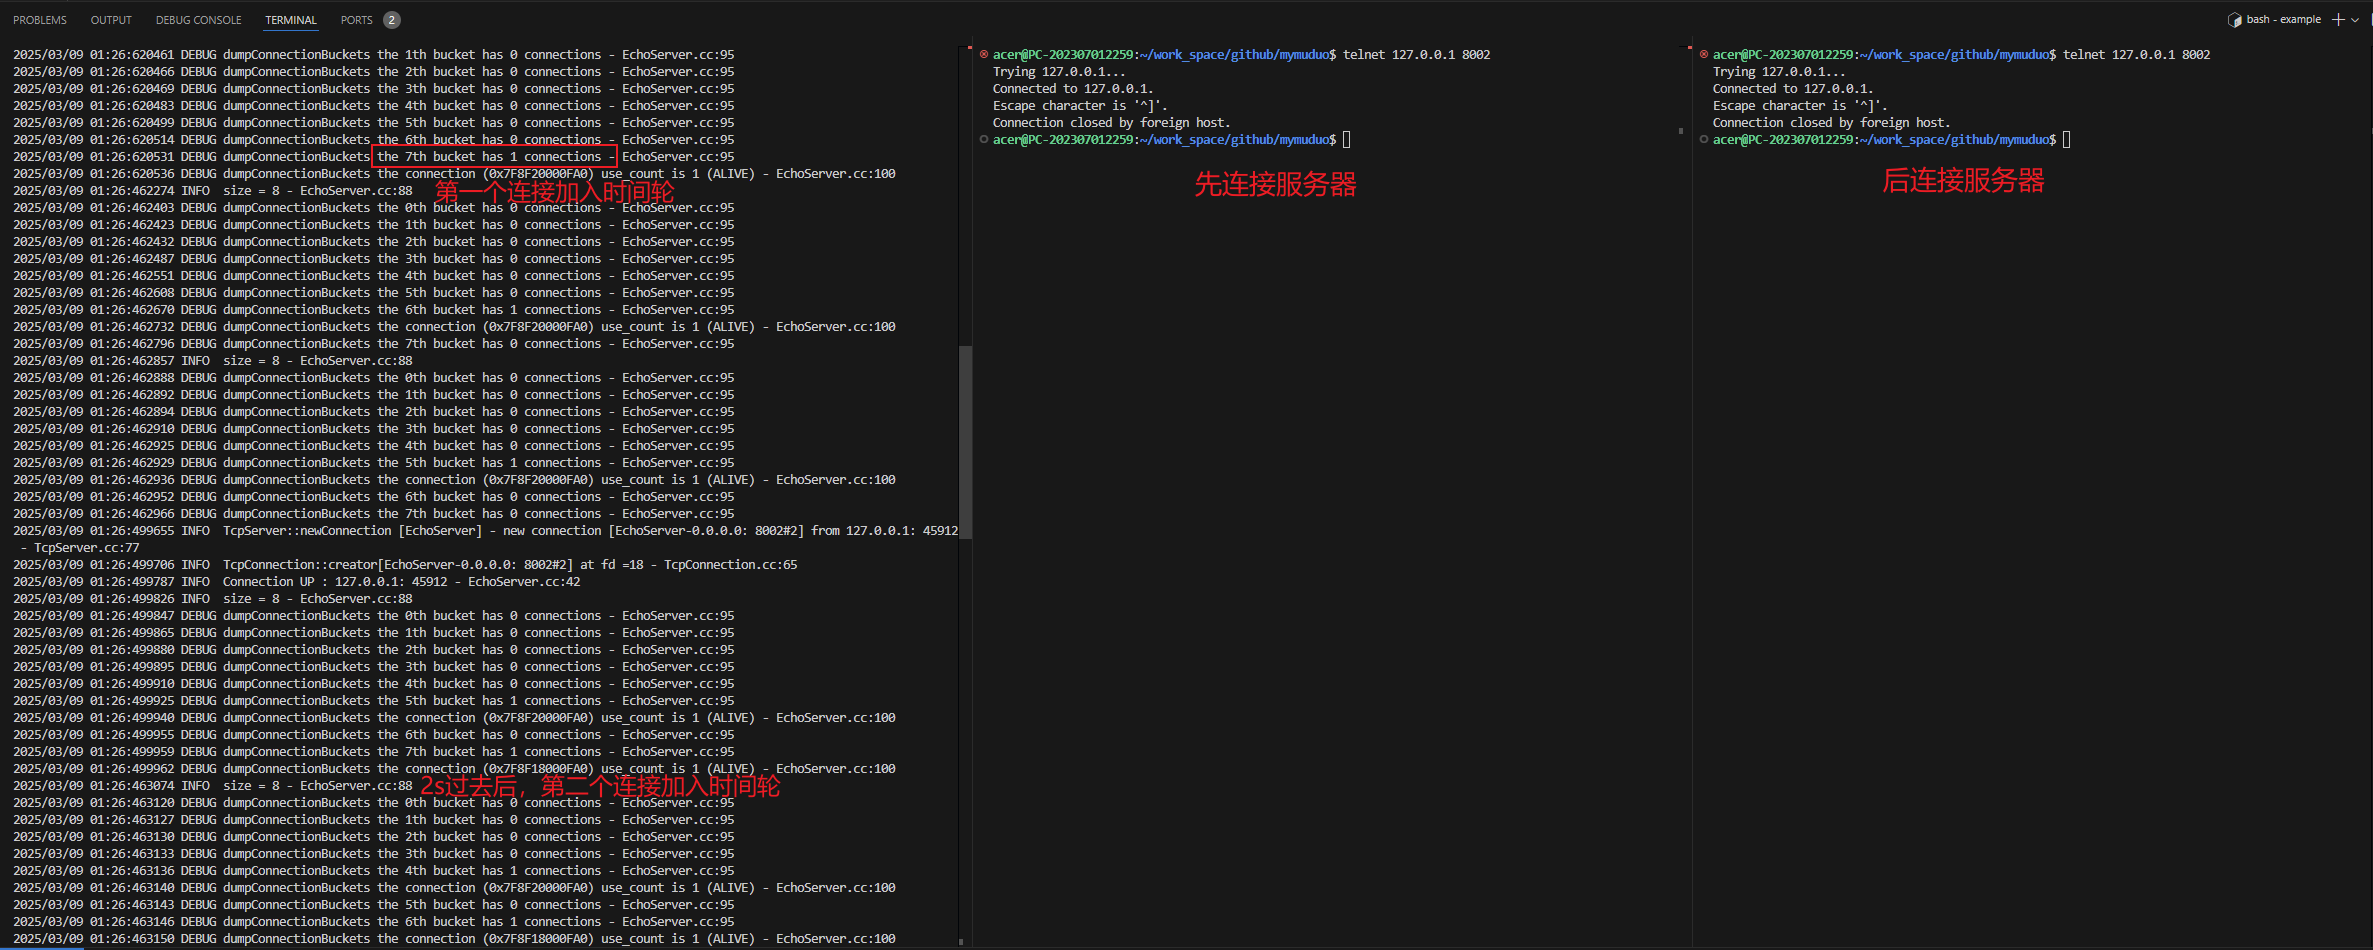 PROBLEMS OUTPUT DEBUG CONSOLE TERMINAL PORTS 2
bash - example
2025/03/09 01:26:620461 DEBUG dumpConnectionBuckets the 1th bucket has 0 connections - EchoServer.cc:95
2025/03/09 01:26:620466 DEBUG dumpConnectionBuckets the 2th bucket has 0 connections - EchoServer.cc:95
2025/03/09 01:26:620469 DEBUG dumpConnectionBuckets the 3th bucket has 0 connections - EchoServer.cc:95
2025/03/09 01:26:620483 DEBUG dumpConnectionBuckets the 4th bucket has 0 connections - EchoServer.cc:95
2025/03/09 01:26:620499 DEBUG dumpConnectionBuckets the 5th bucket has 0 connections - EchoServer.cc:95
2025/03/09 01:26:620514 DEBUG dumpConnectionBuckets the 6th bucket has 0 connections - EchoServer.cc:95
2025/03/09 01:26:620531 DEBUG dumpConnectionBuckets the 7th bucket has 1 connections - EchoServer.cc:95
2025/03/09 01:26:620536 DEBUG dumpConnectionBuckets the connection (0x7F8F20000FA0) use_count is 1 (ALIVE) - EchoServer.cc:100
2025/03/09 01:26:462274 INFO  size = 8 - EchoServer.cc:88
第一个连接加入时间轮
2025/03/09 01:26:462403 DEBUG dumpConnectionBuckets the 0th bucket has 0 connections - EchoServer.cc:95
2025/03/09 01:26:462423 DEBUG dumpConnectionBuckets the 1th bucket has 0 connections - EchoServer.cc:95
2025/03/09 01:26:462432 DEBUG dumpConnectionBuckets the 2th bucket has 0 connections - EchoServer.cc:95
2025/03/09 01:26:462487 DEBUG dumpConnectionBuckets the 3th bucket has 0 connections - EchoServer.cc:95
2025/03/09 01:26:462551 DEBUG dumpConnectionBuckets the 4th bucket has 0 connections - EchoServer.cc:95
2025/03/09 01:26:462608 DEBUG dumpConnectionBuckets the 5th bucket has 0 connections - EchoServer.cc:95
2025/03/09 01:26:462670 DEBUG dumpConnectionBuckets the 6th bucket has 1 connections - EchoServer.cc:95
2025/03/09 01:26:462732 DEBUG dumpConnectionBuckets the connection (0x7F8F20000FA0) use_count is 1 (ALIVE) - EchoServer.cc:100
2025/03/09 01:26:462796 DEBUG dumpConnectionBuckets the 7th bucket has 0 connections - EchoServer.cc:95
2025/03/09 01:26:462857 INFO  size = 8 - EchoServer.cc:88
2025/03/09 01:26:462888 DEBUG dumpConnectionBuckets the 0th bucket has 0 connections - EchoServer.cc:95
2025/03/09 01:26:462892 DEBUG dumpConnectionBuckets the 1th bucket has 0 connections - EchoServer.cc:95
2025/03/09 01:26:462894 DEBUG dumpConnectionBuckets the 2th bucket has 0 connections - EchoServer.cc:95
2025/03/09 01:26:462910 DEBUG dumpConnectionBuckets the 3th bucket has 0 connections - EchoServer.cc:95
2025/03/09 01:26:462925 DEBUG dumpConnectionBuckets the 4th bucket has 0 connections - EchoServer.cc:95
2025/03/09 01:26:462929 DEBUG dumpConnectionBuckets the 5th bucket has 1 connections - EchoServer.cc:95
2025/03/09 01:26:462936 DEBUG dumpConnectionBuckets the connection (0x7F8F20000FA0) use_count is 1 (ALIVE) - EchoServer.cc:100
2025/03/09 01:26:462952 DEBUG dumpConnectionBuckets the 6th bucket has 0 connections - EchoServer.cc:95
2025/03/09 01:26:462966 DEBUG dumpConnectionBuckets the 7th bucket has 0 connections - EchoServer.cc:95
2025/03/09 01:26:499655 INFO  TcpServer::newConnection [EchoServer] - new connection [EchoServer-0.0.0.0: 8002#2] from 127.0.0.1: 45912
 - TcpServer.cc:77
2025/03/09 01:26:499706 INFO  TcpConnection::creator[EchoServer-0.0.0.0: 8002#2] at fd =18 - TcpConnection.cc:65
2025/03/09 01:26:499787 INFO  Connection UP : 127.0.0.1: 45912 - EchoServer.cc:42
2025/03/09 01:26:499826 INFO  size = 8 - EchoServer.cc:88
2025/03/09 01:26:499847 DEBUG dumpConnectionBuckets the 0th bucket has 0 connections - EchoServer.cc:95
2025/03/09 01:26:499865 DEBUG dumpConnectionBuckets the 1th bucket has 0 connections - EchoServer.cc:95
2025/03/09 01:26:499880 DEBUG dumpConnectionBuckets the 2th bucket has 0 connections - EchoServer.cc:95
2025/03/09 01:26:499895 DEBUG dumpConnectionBuckets the 3th bucket has 0 connections - EchoServer.cc:95
2025/03/09 01:26:499910 DEBUG dumpConnectionBuckets the 4th bucket has 0 connections - EchoServer.cc:95
2025/03/09 01:26:499925 DEBUG dumpConnectionBuckets the 5th bucket has 1 connections - EchoServer.cc:95
2025/03/09 01:26:499940 DEBUG dumpConnectionBuckets the connection (0x7F8F20000FA0) use_count is 1 (ALIVE) - EchoServer.cc:100
2025/03/09 01:26:499955 DEBUG dumpConnectionBuckets the 6th bucket has 0 connections - EchoServer.cc:95
2025/03/09 01:26:499959 DEBUG dumpConnectionBuckets the 7th bucket has 1 connections - EchoServer.cc:95
2025/03/09 01:26:499962 DEBUG dumpConnectionBuckets the connection (0x7F8F18000FA0) use_count is 1 (ALIVE) - EchoServer.cc:100
2025/03/09 01:26:463074 INFO  size = 8 - EchoServer.cc:88
2s过去后，第二个连接加入时间轮
2025/03/09 01:26:463120 DEBUG dumpConnectionBuckets the 0th bucket has 0 connections - EchoServer.cc:95
2025/03/09 01:26:463127 DEBUG dumpConnectionBuckets the 1th bucket has 0 connections - EchoServer.cc:95
2025/03/09 01:26:463130 DEBUG dumpConnectionBuckets the 2th bucket has 0 connections - EchoServer.cc:95
2025/03/09 01:26:463133 DEBUG dumpConnectionBuckets the 3th bucket has 0 connections - EchoServer.cc:95
2025/03/09 01:26:463136 DEBUG dumpConnectionBuckets the 4th bucket has 1 connections - EchoServer.cc:95
2025/03/09 01:26:463140 DEBUG dumpConnectionBuckets the connection (0x7F8F20000FA0) use_count is 1 (ALIVE) - EchoServer.cc:100
2025/03/09 01:26:463143 DEBUG dumpConnectionBuckets the 5th bucket has 0 connections - EchoServer.cc:95
2025/03/09 01:26:463146 DEBUG dumpConnectionBuckets the 6th bucket has 1 connections - EchoServer.cc:95
2025/03/09 01:26:463150 DEBUG dumpConnectionBuckets the connection (0x7F8F18000FA0) use_count is 1 (ALIVE) - EchoServer.cc:100
acer@PC-202307012259:~/work_space/github/mymuduo$ telnet 127.0.0.1 8002
Trying 127.0.0.1...
Connected to 127.0.0.1.
Escape character is '^]'.
Connection closed by foreign host.
acer@PC-202307012259:~/work_space/github/mymuduo$
先连接服务器
acer@PC-202307012259:~/work_space/github/mymuduo$ telnet 127.0.0.1 8002
Trying 127.0.0.1...
Connected to 127.0.0.1.
Escape character is '^]'.
Connection closed by foreign host.
acer@PC-202307012259:~/work_space/github/mymuduo$
后连接服务器